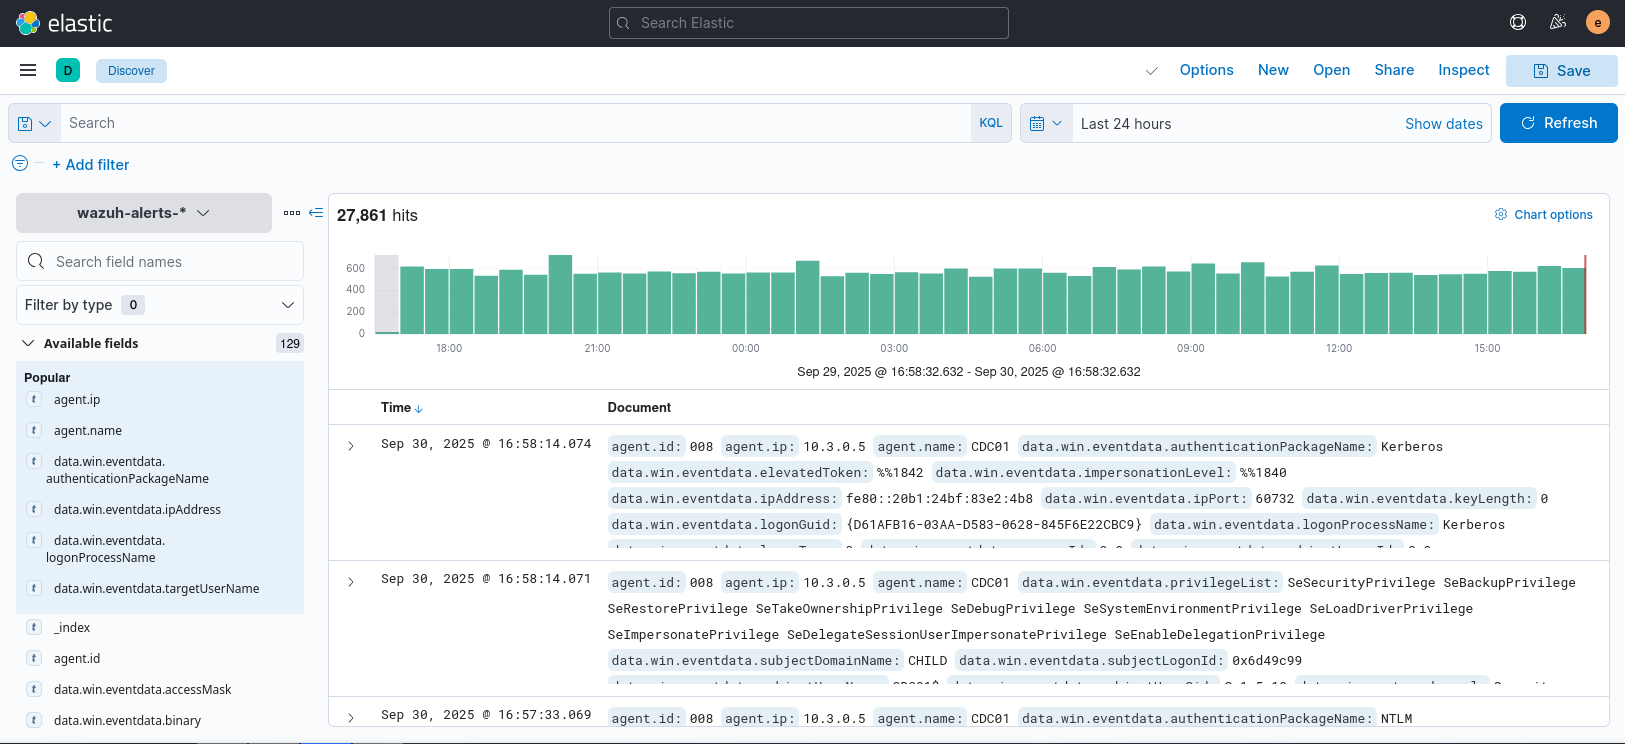 elastic
Search Elastic
e
D
Discover
Options
New
Open
Share
Inspect
Save
Search
KQL
Last 24 hours
Show dates
Refresh
+ Add filter
wazuh-alerts-*
Search field names
Filter by type 0
Available fields 129
Popular
t agent.ip
t agent.name
t data.win.eventdata.
authenticationPackageName
t data.win.eventdata.ipAddress
t data.win.eventdata.
logonProcessName
t data.win.eventdata.targetUserName
t _index
t agent.id
t data.win.eventdata.accessMask
t data.win.eventdata.binary
27,861 hits
Chart options
600
400
200
0
18:00 21:00 00:00 03:00 06:00 09:00 12:00 15:00
Sep 29, 2025 @ 16:58:32.632 - Sep 30, 2025 @ 16:58:32.632
Time Document
Sep 30, 2025 @ 16:58:14.074 agent.id: 008 agent.ip: 10.3.0.5 agent.name: CDC01 data.win.eventdata.authenticationPackageName: Kerberos
data.win.eventdata.elevatedToken: %%1842 data.win.eventdata.impersonationLevel: %%1840
data.win.eventdata.ipAddress: fe80::20b1:24bf:83e2:4b8 data.win.eventdata.ipPort: 60732 data.win.eventdata.keyLength: 0
data.win.eventdata.logonGuid: {D61AFB16-03AA-D583-0628-845F6E22CBC9} data.win.eventdata.logonProcessName: Kerberos
Sep 30, 2025 @ 16:58:14.071 agent.id: 008 agent.ip: 10.3.0.5 agent.name: CDC01 data.win.eventdata.privilegeList: SeSecurityPrivilege SeBackupPrivilege
SeRestorePrivilege SeTakeOwnershipPrivilege SeDebugPrivilege SeSystemEnvironmentPrivilege SeLoadDriverPrivilege
SeImpersonatePrivilege SeDelegateSessionUserImpersonatePrivilege SeEnableDelegationPrivilege
data.win.eventdata.subjectDomainName: CHILD data.win.eventdata.subjectLogonId: 0x6d49c99
Sep 30, 2025 @ 16:57:33.069 agent.id: 008 agent.ip: 10.3.0.5 agent.name: CDC01 data.win.eventdata.authenticationPackageName: NTLM